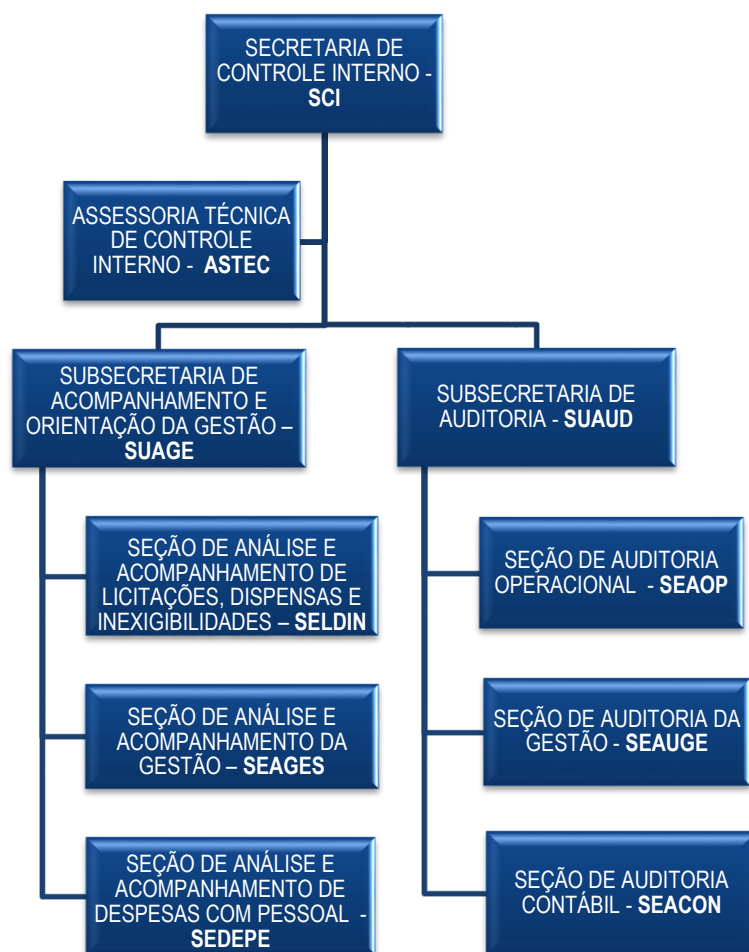 SECRETARIA DE
CONTROLE INTERNO -
SCI
ASSESSORIA TÉCNICA
DE CONTROLE
INTERNO - ASTEC
SUBSECRETARIA DE
ACOMPANHAMENTO E
ORIENTAÇÃO DA GESTÃO –
SUAGE
SEÇÃO DE ANÁLISE E
ACOMPANHAMENTO DE
LICITAÇÕES, DISPENSAS E
INEXIGIBILIDADES – SELDIN
SEÇÃO DE ANÁLISE E
ACOMPANHAMENTO DA
GESTÃO – SEAGES
SEÇÃO DE ANÁLISE E
ACOMPANHAMENTO DE
DESPESAS COM PESSOAL -
SEDEPE
SUBSECRETARIA DE
AUDITORIA - SUAUD
SEÇÃO DE AUDITORIA
OPERACIONAL - SEAOP
SEÇÃO DE AUDITORIA DA
GESTÃO - SEAUGE
SEÇÃO DE AUDITORIA
CONTÁBIL - SEACON